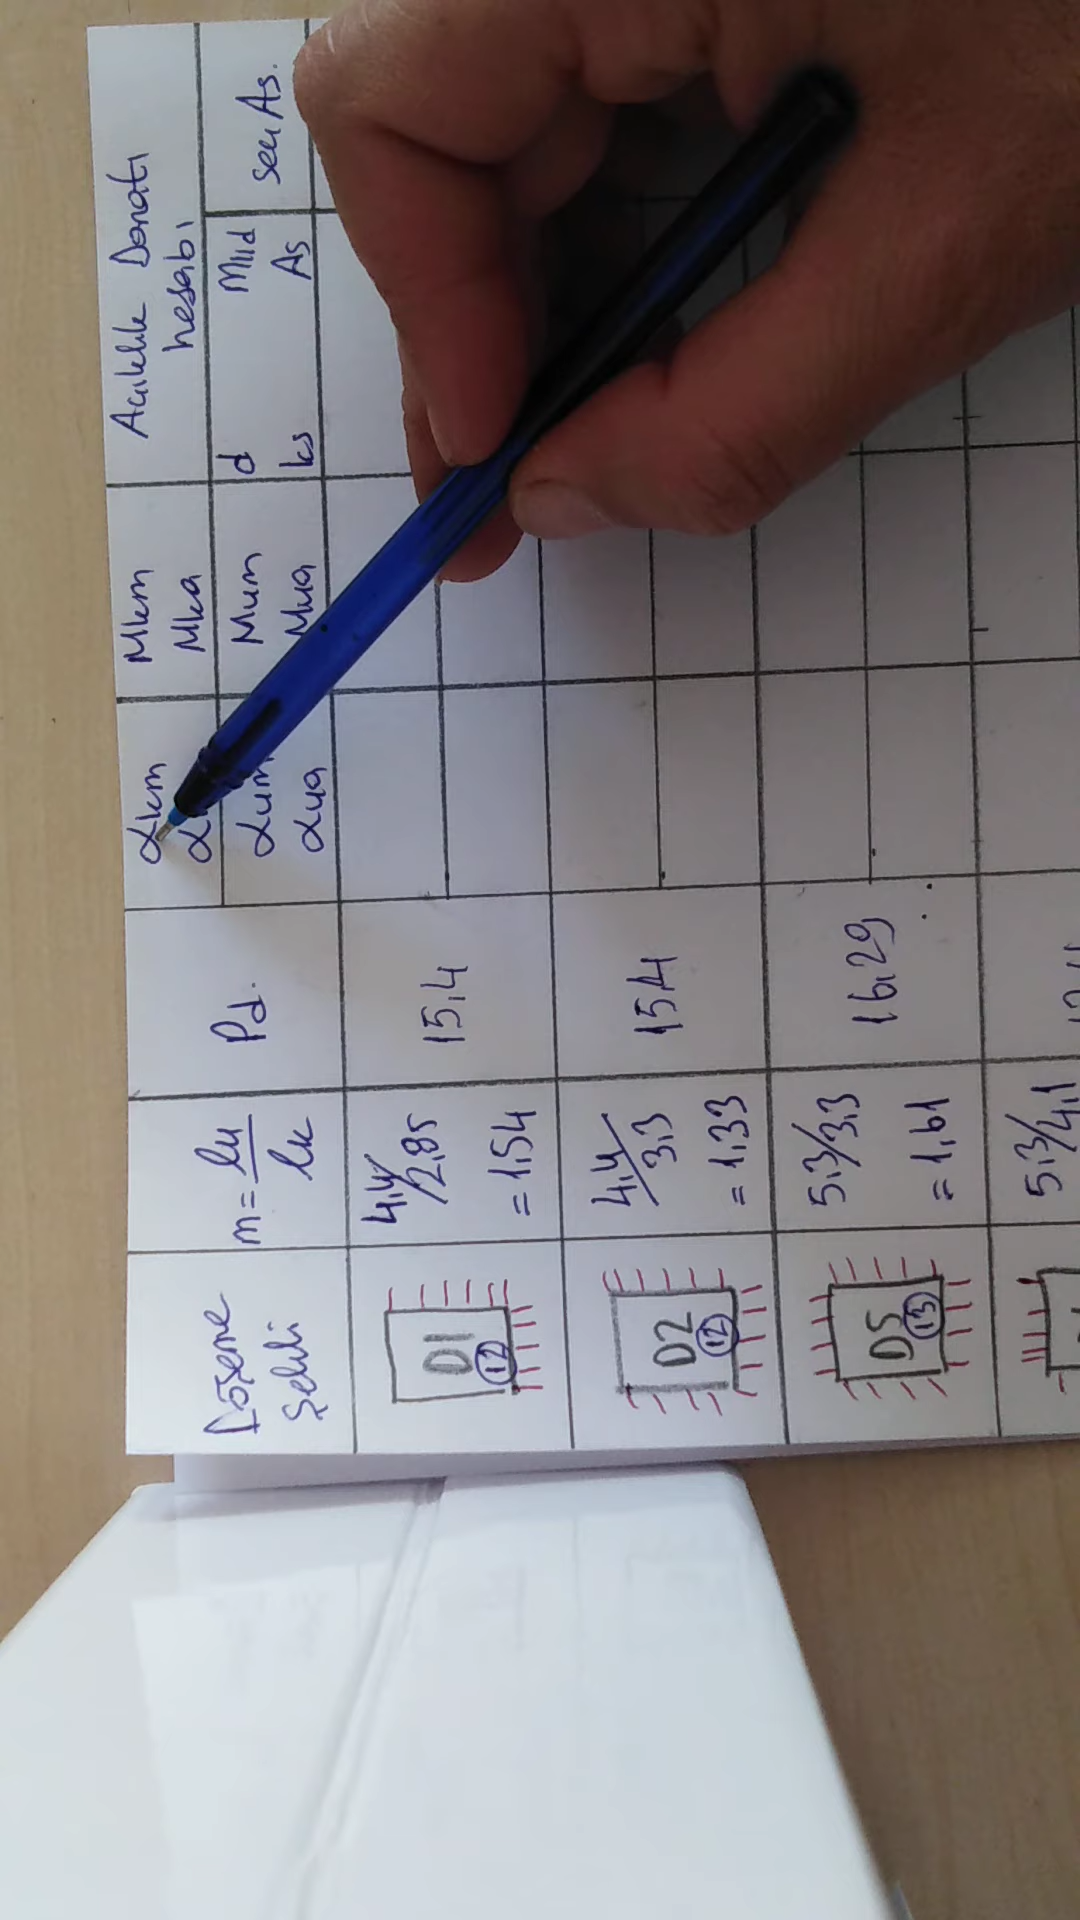 Döşeme
Şekli
m = lu
lk
Pd.
αkm
α
αum
αua
Mkm
Mka
Mum
Mua
Açıklık Donatı
hesabı
d Mud
ks As
seç As.
D1
12
4.4/2.85
= 1.54
15.4
D2
12
4.4/3.3
= 1.33
15.4
D5
13
5.3/3.3
= 1.61
16.29
5.3/4.1